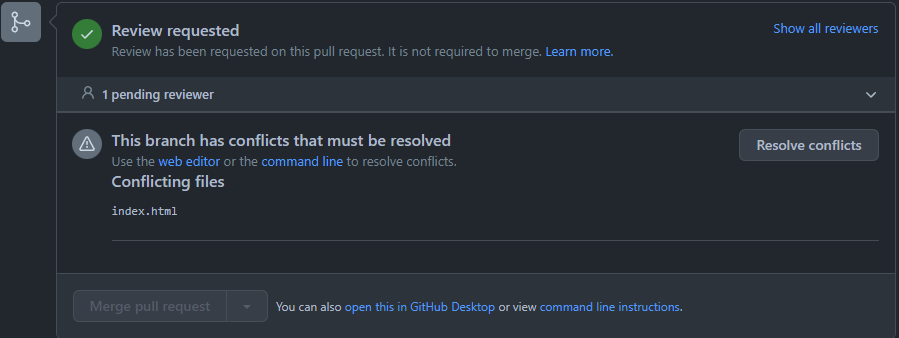 Review requested
Show all reviewers
Review has been requested on this pull request. It is not required to merge. Learn more.
1 pending reviewer
This branch has conflicts that must be resolved
Resolve conflicts
Use the web editor or the command line to resolve conflicts.
Conflicting files
index.html
Merge pull request
You can also open this in GitHub Desktop or view command line instructions.